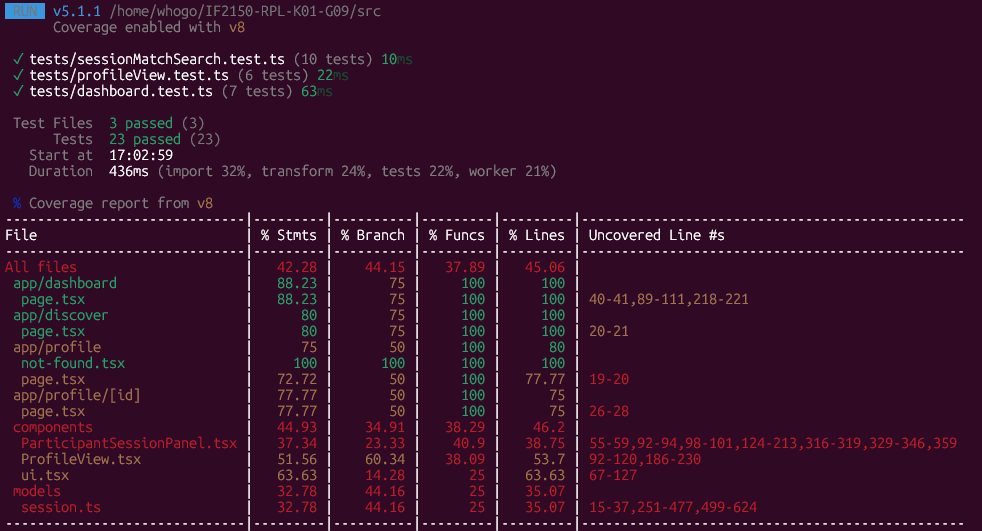 RUN v5.1.1 /home/whogo/IF2150-RPL-K01-G09/src
Coverage enabled with v8
✓ tests/sessionMatchSearch.test.ts (10 tests) 10ms
✓ tests/profileView.test.ts (6 tests) 22ms
✓ tests/dashboard.test.ts (7 tests) 63ms
Test Files 3 passed (3)
Tests 23 passed (23)
Start at 17:02:59
Duration 436ms (import 32%, transform 24%, tests 22%, worker 21%)
% Coverage report from v8
File | % Stmts | % Branch | % Funcs | % Lines | Uncovered Line #s
All files | 42.28 | 44.15 | 37.89 | 45.06 |
app/dashboard | 88.23 | 75 | 100 | 100 |
page.tsx | 88.23 | 75 | 100 | 100 | 40-41,89-111,218-221
app/discover | 80 | 75 | 100 | 100 |
page.tsx | 80 | 75 | 100 | 100 | 20-21
app/profile | 75 | 50 | 100 | 80 |
not-found.tsx | 100 | 100 | 100 | 100 |
page.tsx | 72.72 | 50 | 100 | 77.77 | 19-20
app/profile/[id] | 77.77 | 50 | 100 | 75 |
page.tsx | 77.77 | 50 | 100 | 75 | 26-28
components | 44.93 | 34.91 | 38.29 | 46.2 |
ParticipantSessionPanel.tsx | 37.34 | 23.33 | 40.9 | 38.75 | 55-59,92-94,98-101,124-213,316-319,329-346,359
ProfileView.tsx | 51.56 | 60.34 | 38.09 | 53.7 | 92-120,186-230
ui.tsx | 63.63 | 14.28 | 25 | 63.63 | 67-127
models | 32.78 | 44.16 | 25 | 35.07 |
session.ts | 32.78 | 44.16 | 25 | 35.07 | 15-37,251-477,499-624